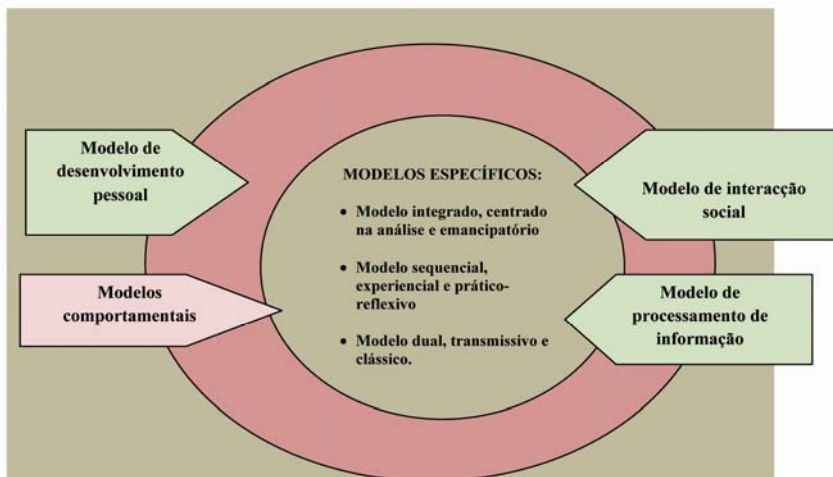 Modelo de
desenvolvimento
pessoal
Modelos
comportamentais
MODELOS ESPECÍFICOS:
• Modelo integrado, centrado
na análise e emancipatório
• Modelo sequencial,
experiencial e prático-
reflexivo
• Modelo dual, transmissivo e
clássico.
Modelo de interacção
social
Modelo de
processamento de
informação